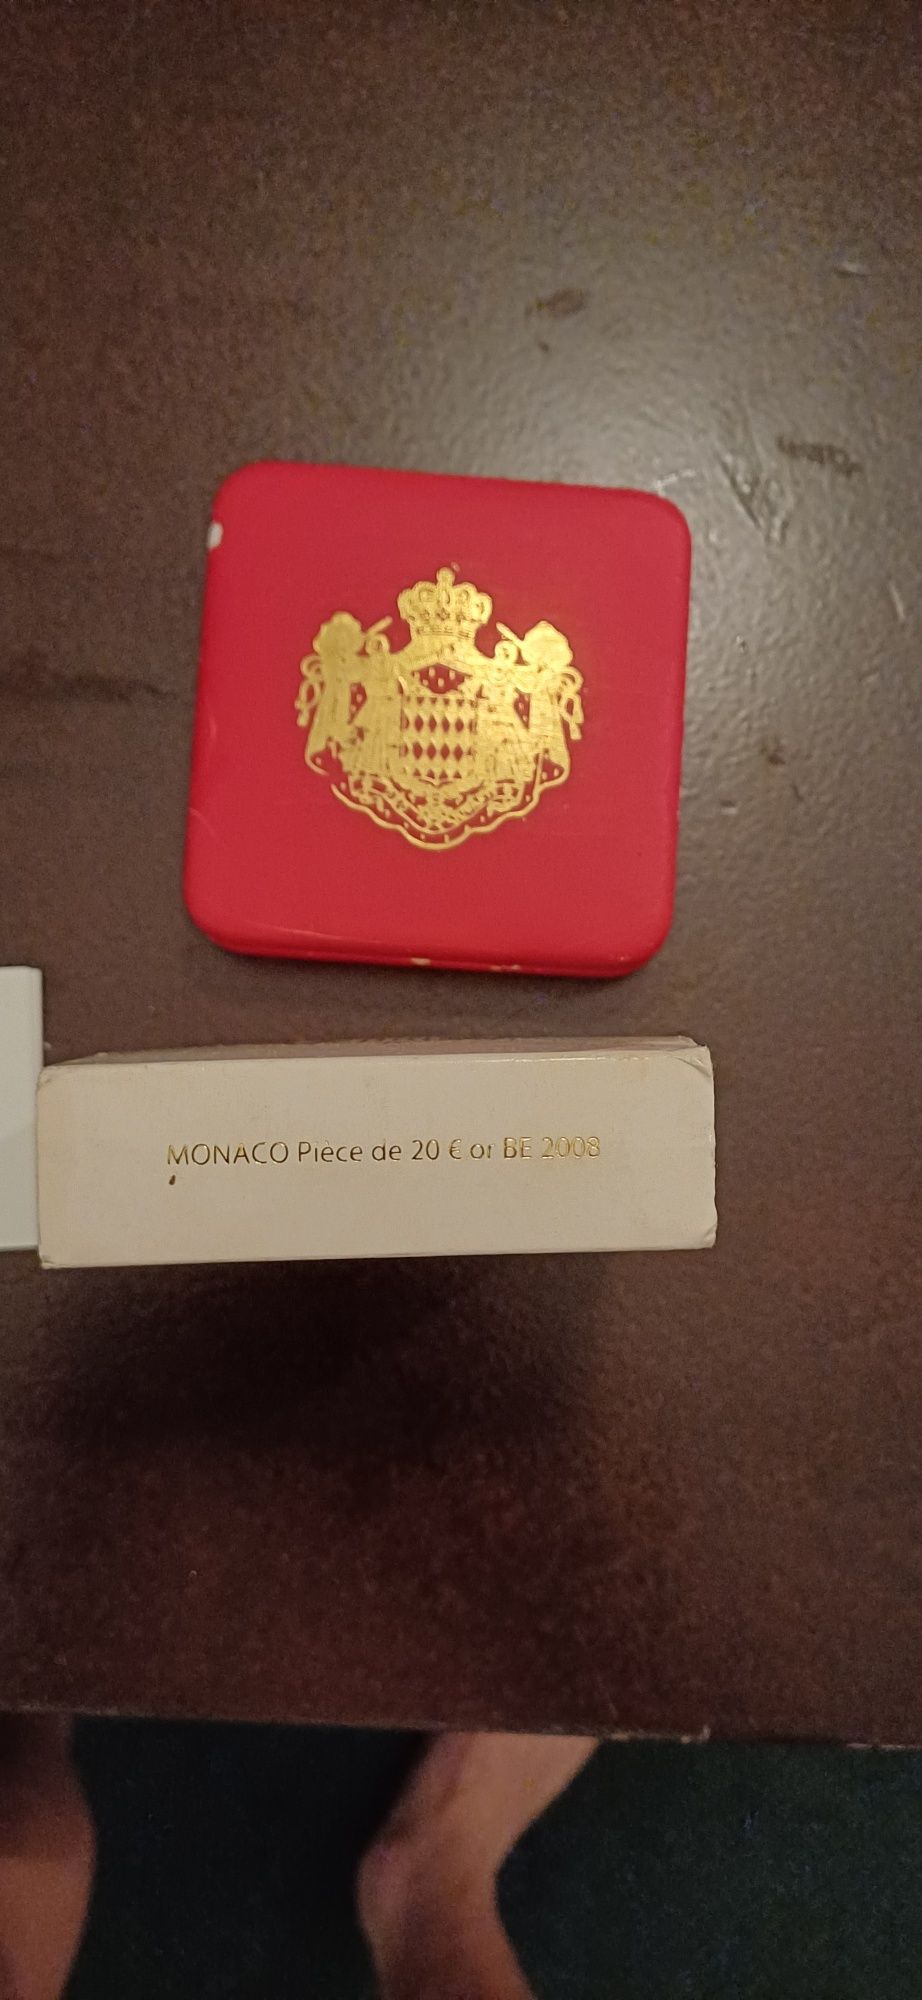 MONACO Pièce de 20 € or BE 2008